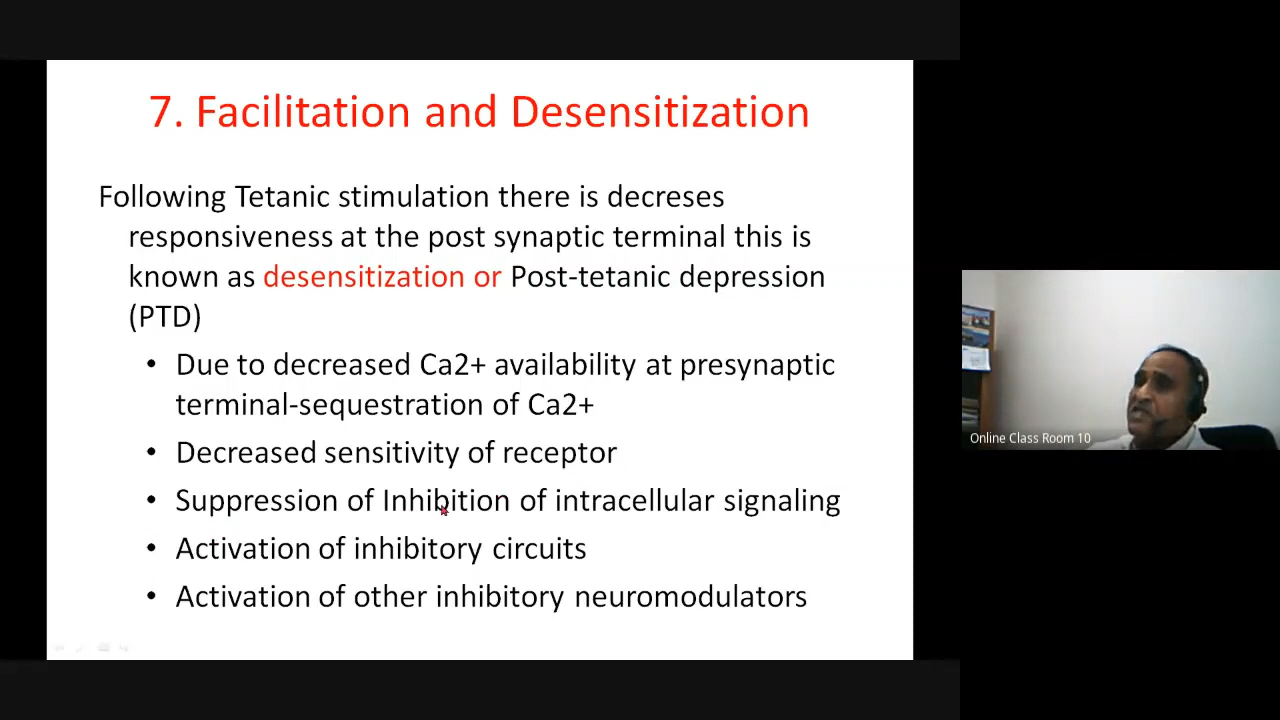 7. Facilitation and Desensitization
Following Tetanic stimulation there is decreses
responsiveness at the post synaptic terminal this is
known as desensitization or Post-tetanic depression
(PTD)
• Due to decreased Ca2+ availability at presynaptic
terminal-sequestration of Ca2+
• Decreased sensitivity of receptor
• Suppression of Inhibition of intracellular signaling
• Activation of inhibitory circuits
• Activation of other inhibitory neuromodulators
Online Class Room 10